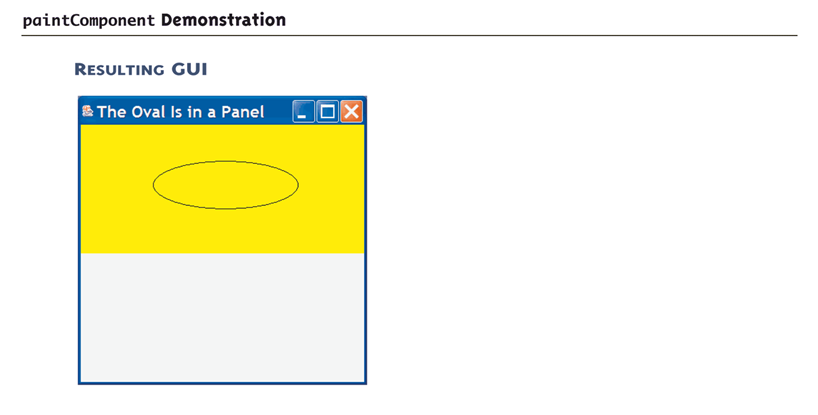 paintComponent Demonstration
RESULTING GUI
The Oval Is in a Panel